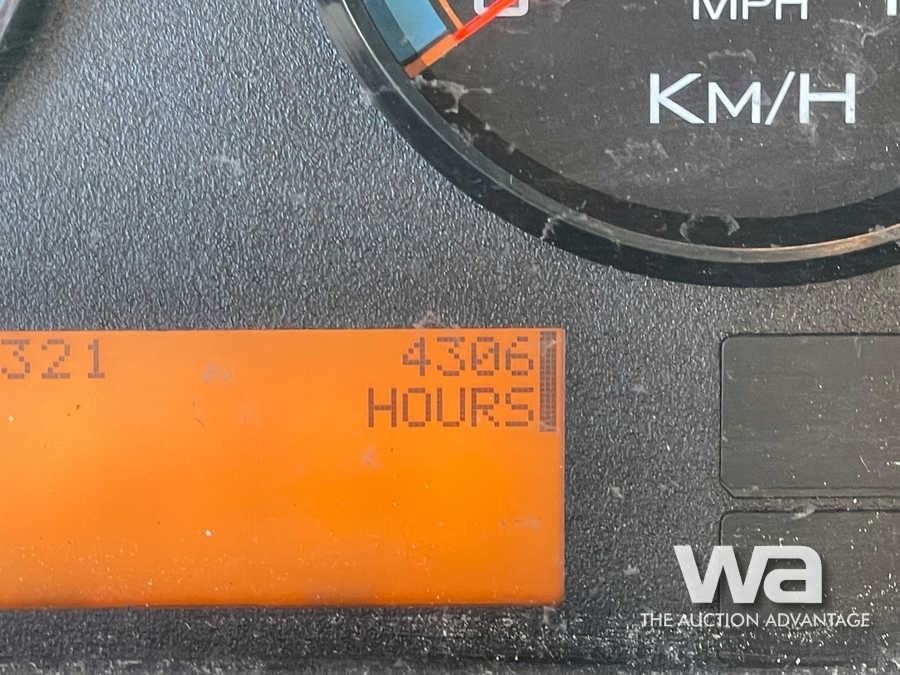 MPH
KM/H
321 4306
HOURS
wa
THE AUCTION ADVANTAGE